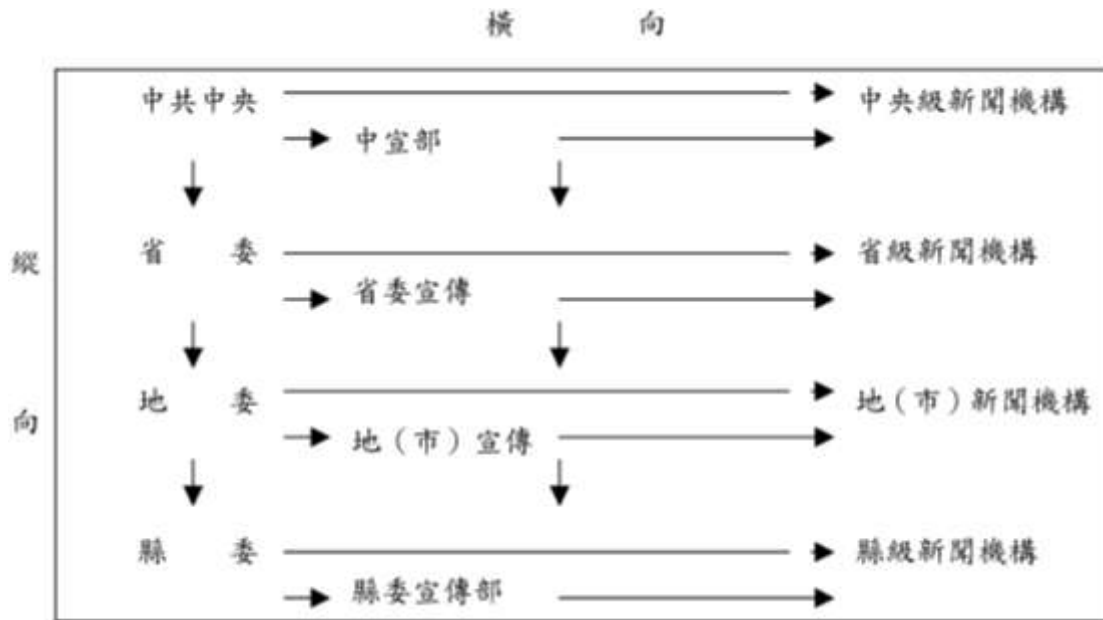 橫 向
中共中央 中央級新聞機構
中宣部
省 委 省級新聞機構
縱
省委宣傳
地 委 地(市)新聞機構
向
地(市)宣傳
縣 委 縣級新聞機構
縣委宣傳部